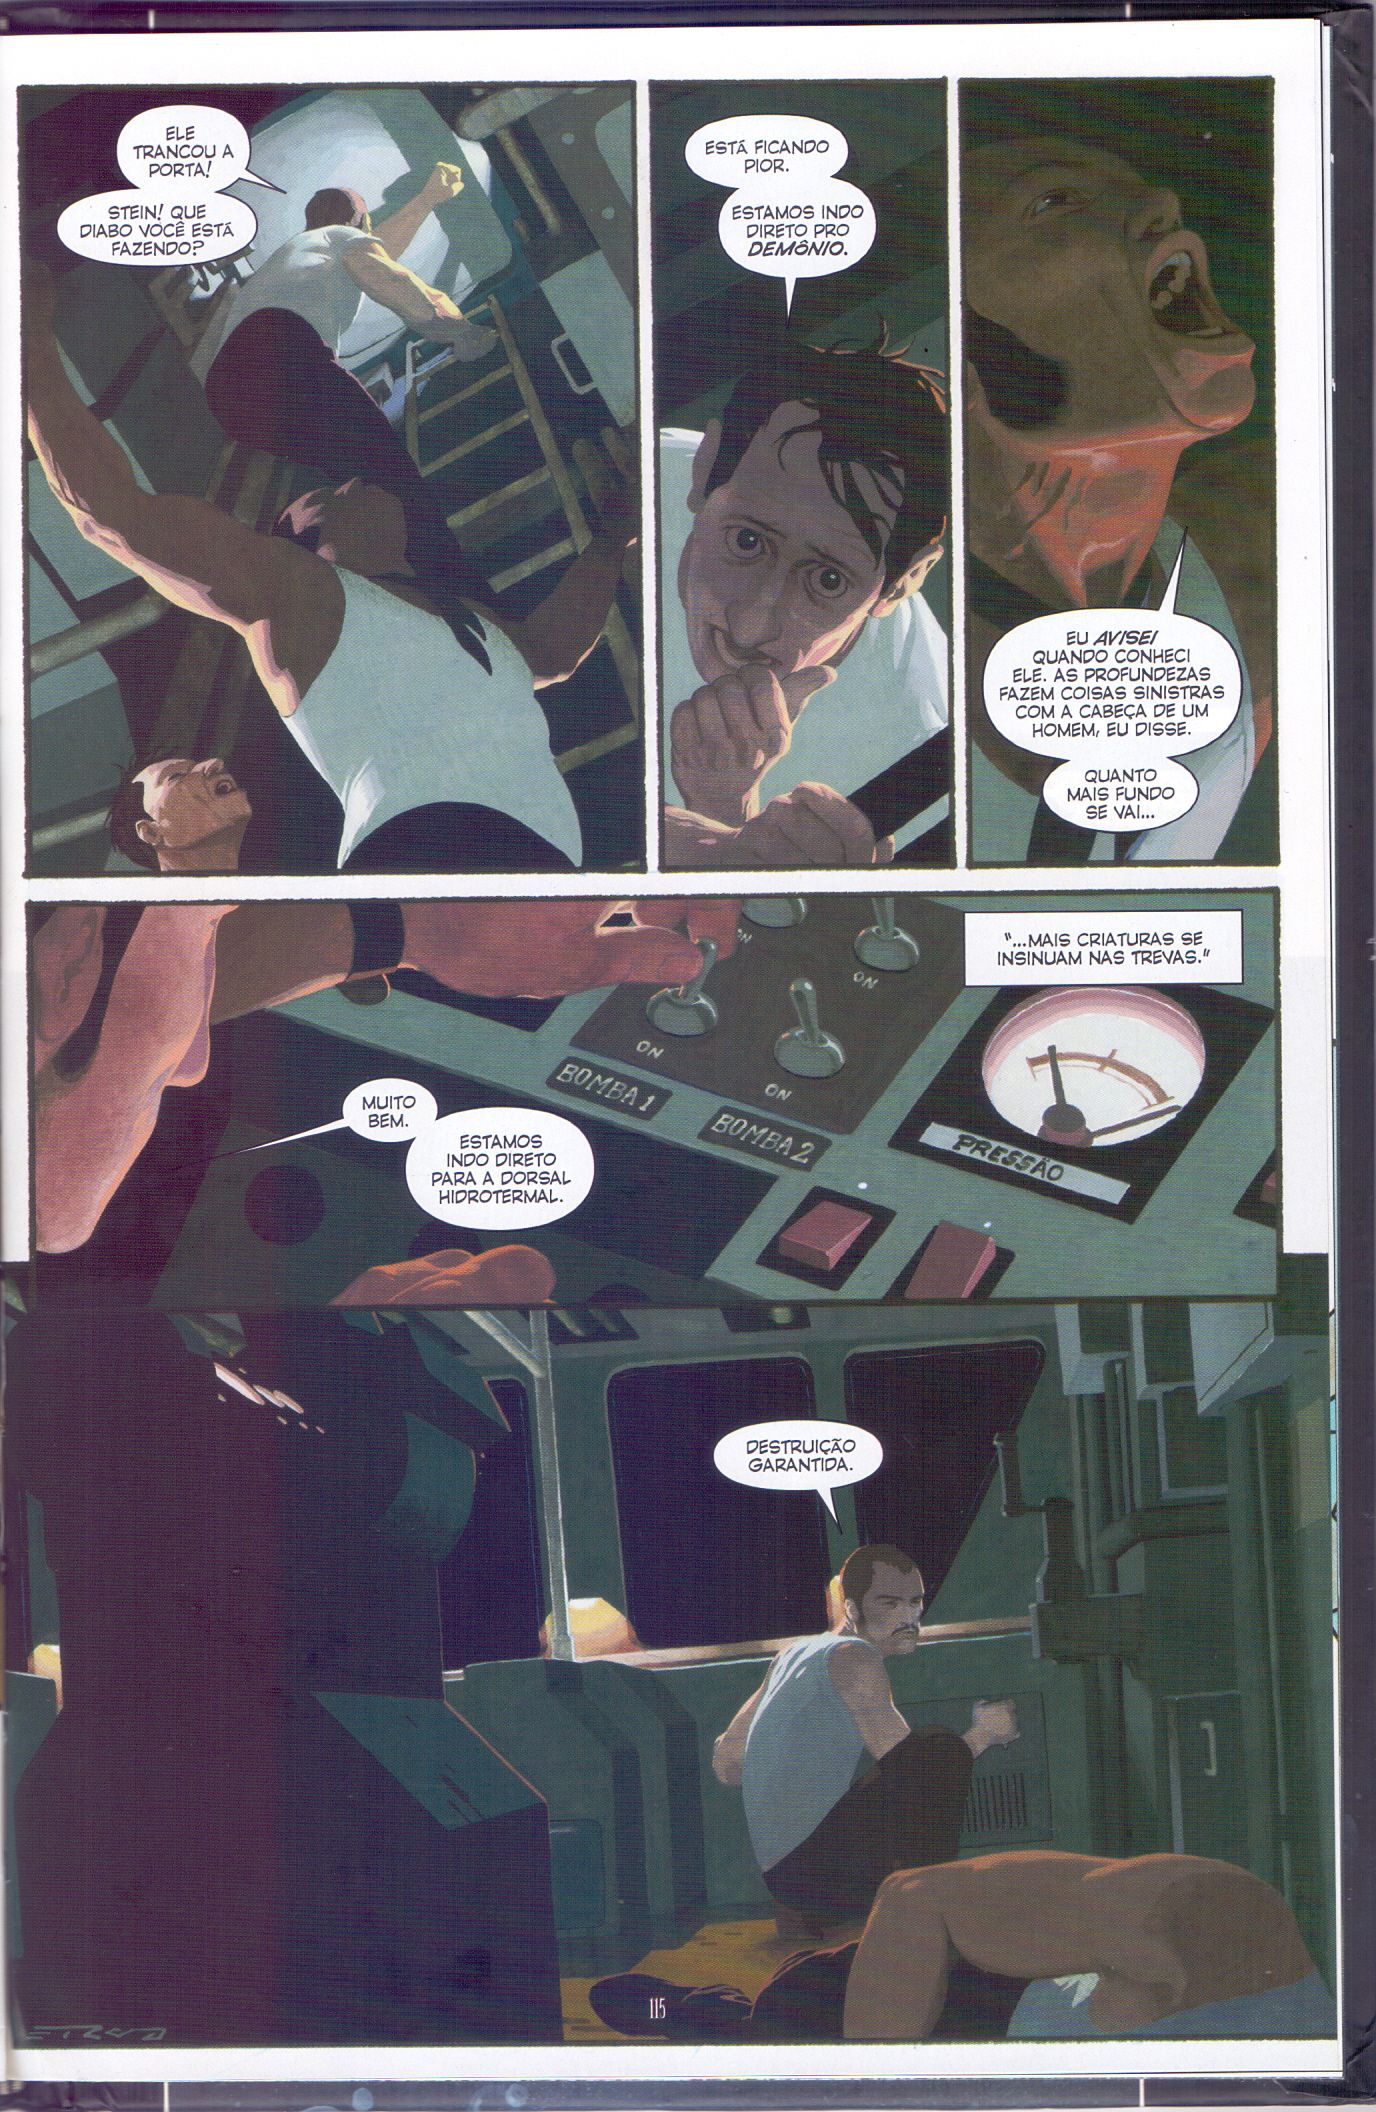 ELE
TRANCOU A
PORTA!
STEIN! QUE
DIABO VOCÊ ESTÁ
FAZENDO?
ESTÁ FICANDO
PIOR.
ESTAMOS INDO
DIRETO PRO
DEMÔNIO.
EU AVISEI
QUANDO CONHECI
ELE. AS PROFUNDEZAS
FAZEM COISAS SINISTRAS
COM A CABEÇA DE UM
HOMEM, EU DISSE.
QUANTO
MAIS FUNDO
SE VAI...
"...MAIS CRIATURAS SE
INSINUAM NAS TREVAS."
ON
ON
ON
ON
BOMBA 1
BOMBA 2
PRESSÃO
MUITO
BEM.
ESTAMOS
INDO DIRETO
PARA A DORSAL
HIDROTERMAL.
DESTRUIÇÃO
GARANTIDA.
115